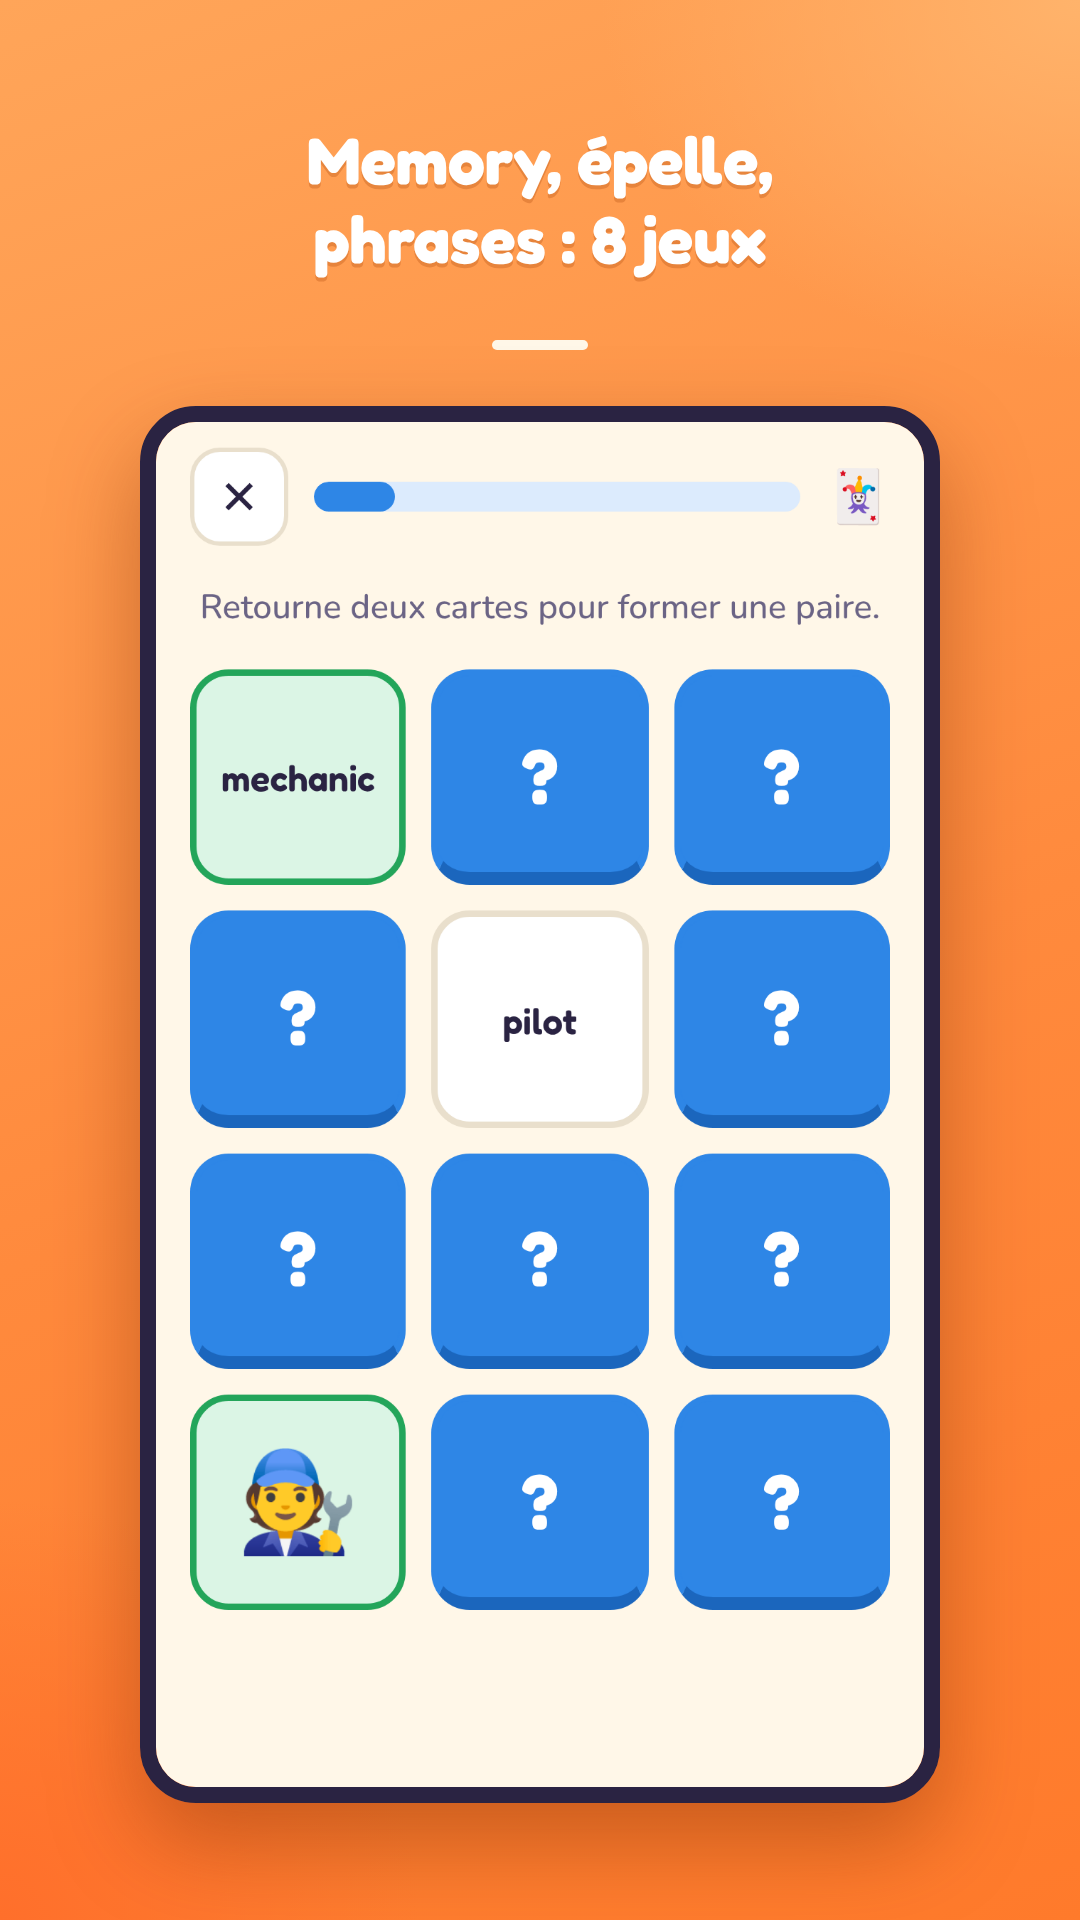 Memory, épelle,
phrases : 8 jeux
Retourne deux cartes pour former une paire.
mechanic
?
?
?
pilot
?
?
?
?
?
?